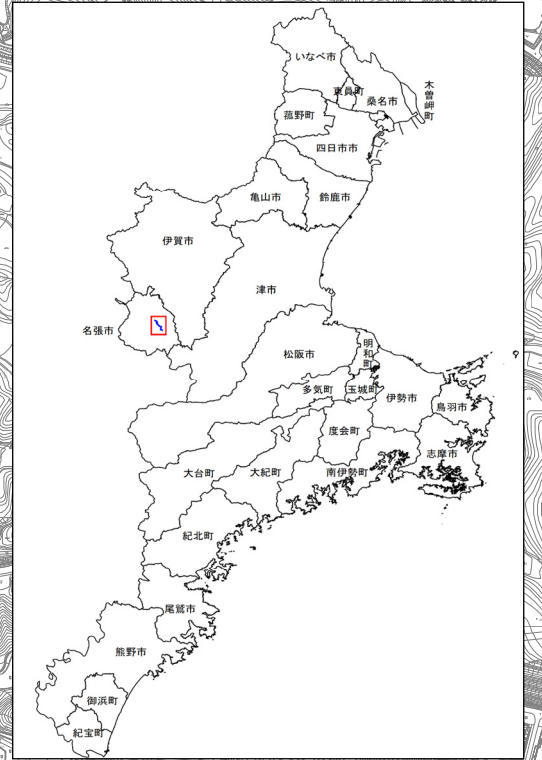 いなべ市
東員町
桑名市
木曽岬町
菰野町
四日市市
亀山市
鈴鹿市
伊賀市
津市
名張市
松阪市
明和町
多気町
玉城町
伊勢市
鳥羽市
度会町
志摩市
大台町
大紀町
南伊勢町
紀北町
尾鷲市
熊野市
御浜町
紀宝町